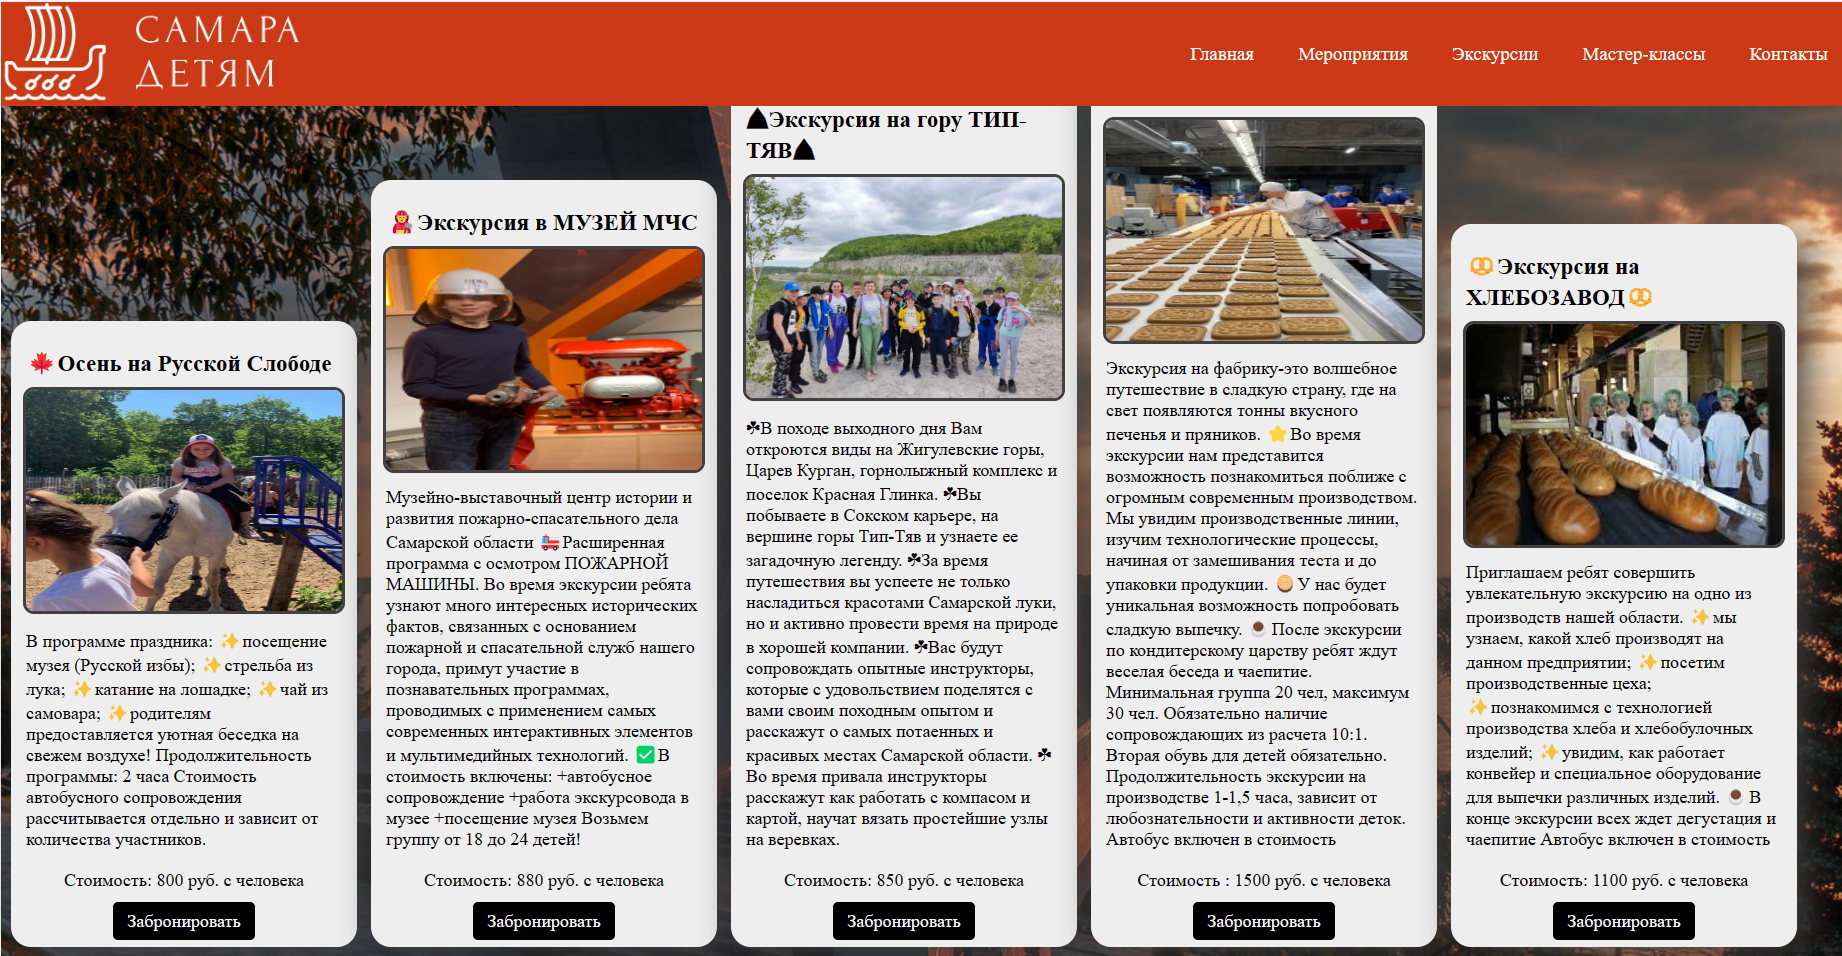 САМАРА
ДЕТЯМ
Главная Мероприятия Экскурсии Мастер-классы Контакты
🍁Осень на Русской Слободе
В программе праздника: ✨посещение
музея (Русской избы); ✨стрельба из
лука; ✨катание на лошадке; ✨чай из
самовара; ✨родителям
предоставляется уютная беседка на
свежем воздухе! Продолжительность
программы: 2 часа Стоимость
автобусного сопровождения
рассчитывается отдельно и зависит от
количества участников.
Стоимость: 800 руб. с человека
Забронировать
👩‍🚒Экскурсия в МУЗЕЙ МЧС
Музейно-выставочный центр истории и
развития пожарно-спасательного дела
Самарской области 🚒Расширенная
программа с осмотром ПОЖАРНОЙ
МАШИНЫ. Во время экскурсии ребята
узнают много интересных исторических
фактов, связанных с основанием
пожарной и спасательной служб нашего
города, примут участие в
познавательных программах,
проводимых с применением самых
современных интерактивных элементов
и мультимедийных технологий. ✅В
стоимость включены: +автобусное
сопровождение +работа экскурсовода в
музее +посещение музея Возьмем
группу от 18 до 24 детей!
Стоимость: 880 руб. с человека
Забронировать
⛰Экскурсия на гору ТИП-
ТЯВ⛰
☘В походе выходного дня Вам
откроются виды на Жигулевские горы,
Царев Курган, горнолыжный комплекс и
поселок Красная Глинка. ☘Вы
побываете в Сокском карьере, на
вершине горы Тип-Тяв и узнаете ее
загадочную легенду. ☘За время
путешествия вы успеете не только
насладиться красотами Самарской луки,
но и активно провести время на природе
в хорошей компании. ☘Вас будут
сопровождать опытные инструкторы,
которые с удовольствием поделятся с
вами своим походным опытом и
расскажут о самых потаенных и
красивых местах Самарской области. ☘
Во время привала инструкторы
расскажут как работать с компасом и
картой, научат вязать простейшие узлы
на веревках.
Стоимость: 850 руб. с человека
Забронировать
Экскурсия на фабрику-это волшебное
путешествие в сладкую страну, где на
свет появляются тонны вкусного
печенья и пряников. ⭐Во время
экскурсии нам представится
возможность познакомиться поближе с
огромным современным производством.
Мы увидим производственные линии,
изучим технологические процессы,
начиная от замешивания теста и до
упаковки продукции. 🍪 У нас будет
уникальная возможность попробовать
сладкую выпечку. ☕ После экскурсии
по кондитерскому царству ребят ждут
веселая беседа и чаепитие.
Минимальная группа 20 чел, максимум
30 чел. Обязательно наличие
сопровождающих из расчета 10:1.
Вторая обувь для детей обязательно.
Продолжительность экскурсии на
производстве 1-1,5 часа, зависит от
любознательности и активности деток.
Автобус включен в стоимость
Стоимость : 1500 руб. с человека
Забронировать
🥨Экскурсия на
ХЛЕБОЗАВОД🥨
Приглашаем ребят совершить
увлекательную экскурсию на одно из
производств нашей области. ✨мы
узнаем, какой хлеб производят на
данном предприятии; ✨посетим
производственные цеха;
✨познакомимся с технологией
производства хлеба и хлебобулочных
изделий; ✨увидим, как работает
конвейер и специальное оборудование
для выпечки различных изделий. ☕ В
конце экскурсии всех ждет дегустация и
чаепитие Автобус включен в стоимость
Стоимость: 1100 руб. с человека
Забронировать